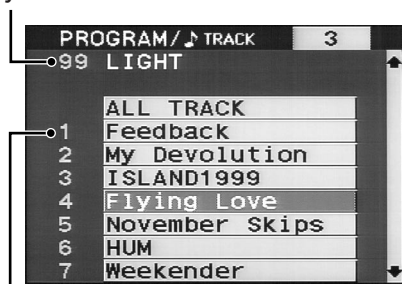 PROGRAM/♪ TRACK 3
99 LIGHT
ALL TRACK
1 Feedback
2 My Devolution
3 ISLAND1999
4 Flying Love
5 November Skips
6 HUM
7 Weekender